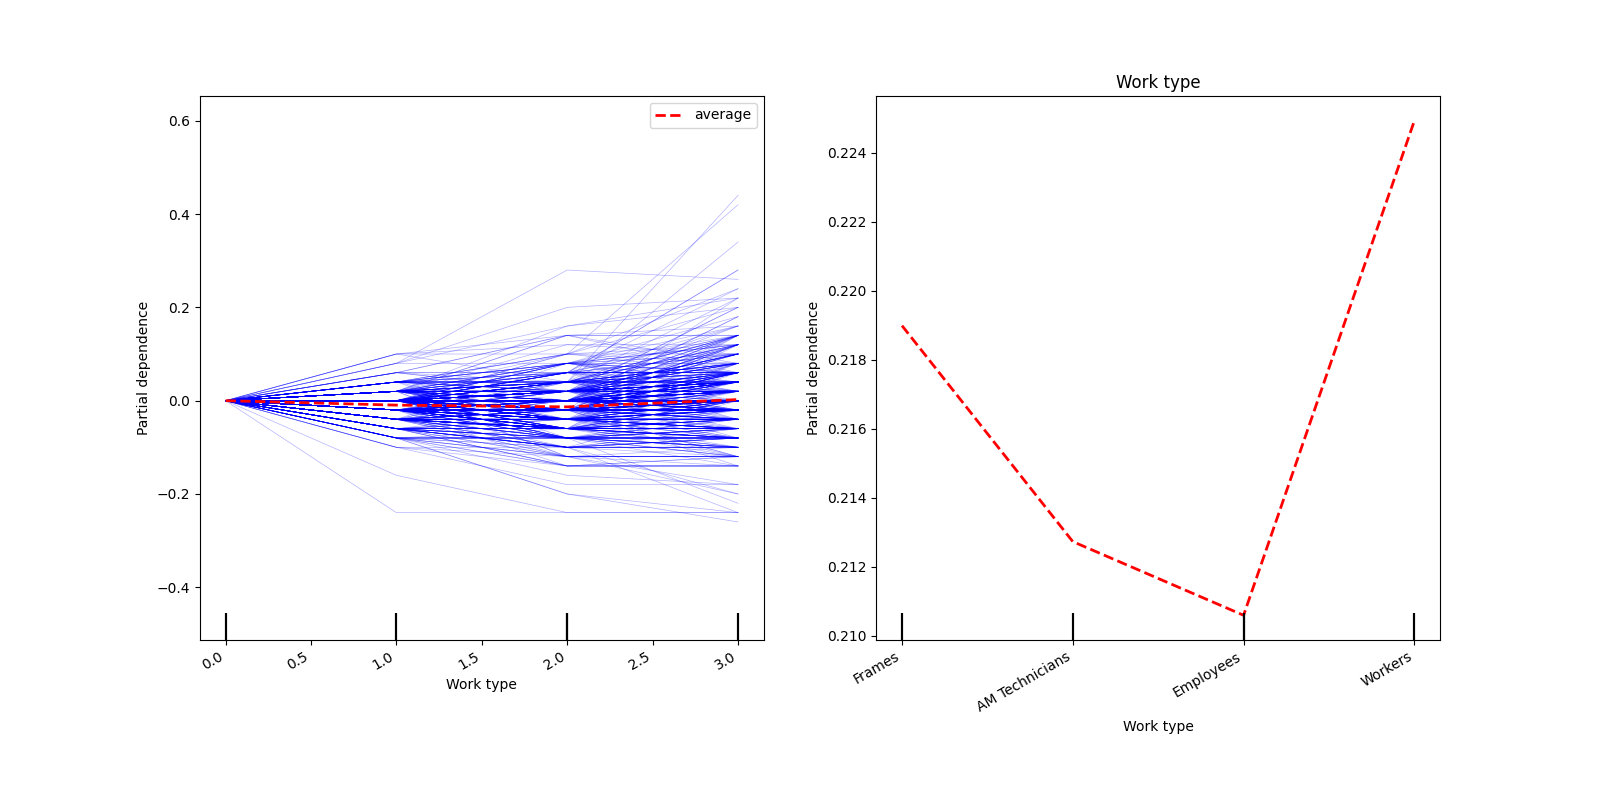 average
0.6
0.4
0.2
0.0
−0.2
−0.4
Partial dependence
0.0
0.5
1.0
1.5
2.0
2.5
3.0
Work type
Work type
0.224
0.222
0.220
0.218
0.216
0.214
0.212
0.210
Partial dependence
Frames
AM Technicians
Employees
Workers
Work type